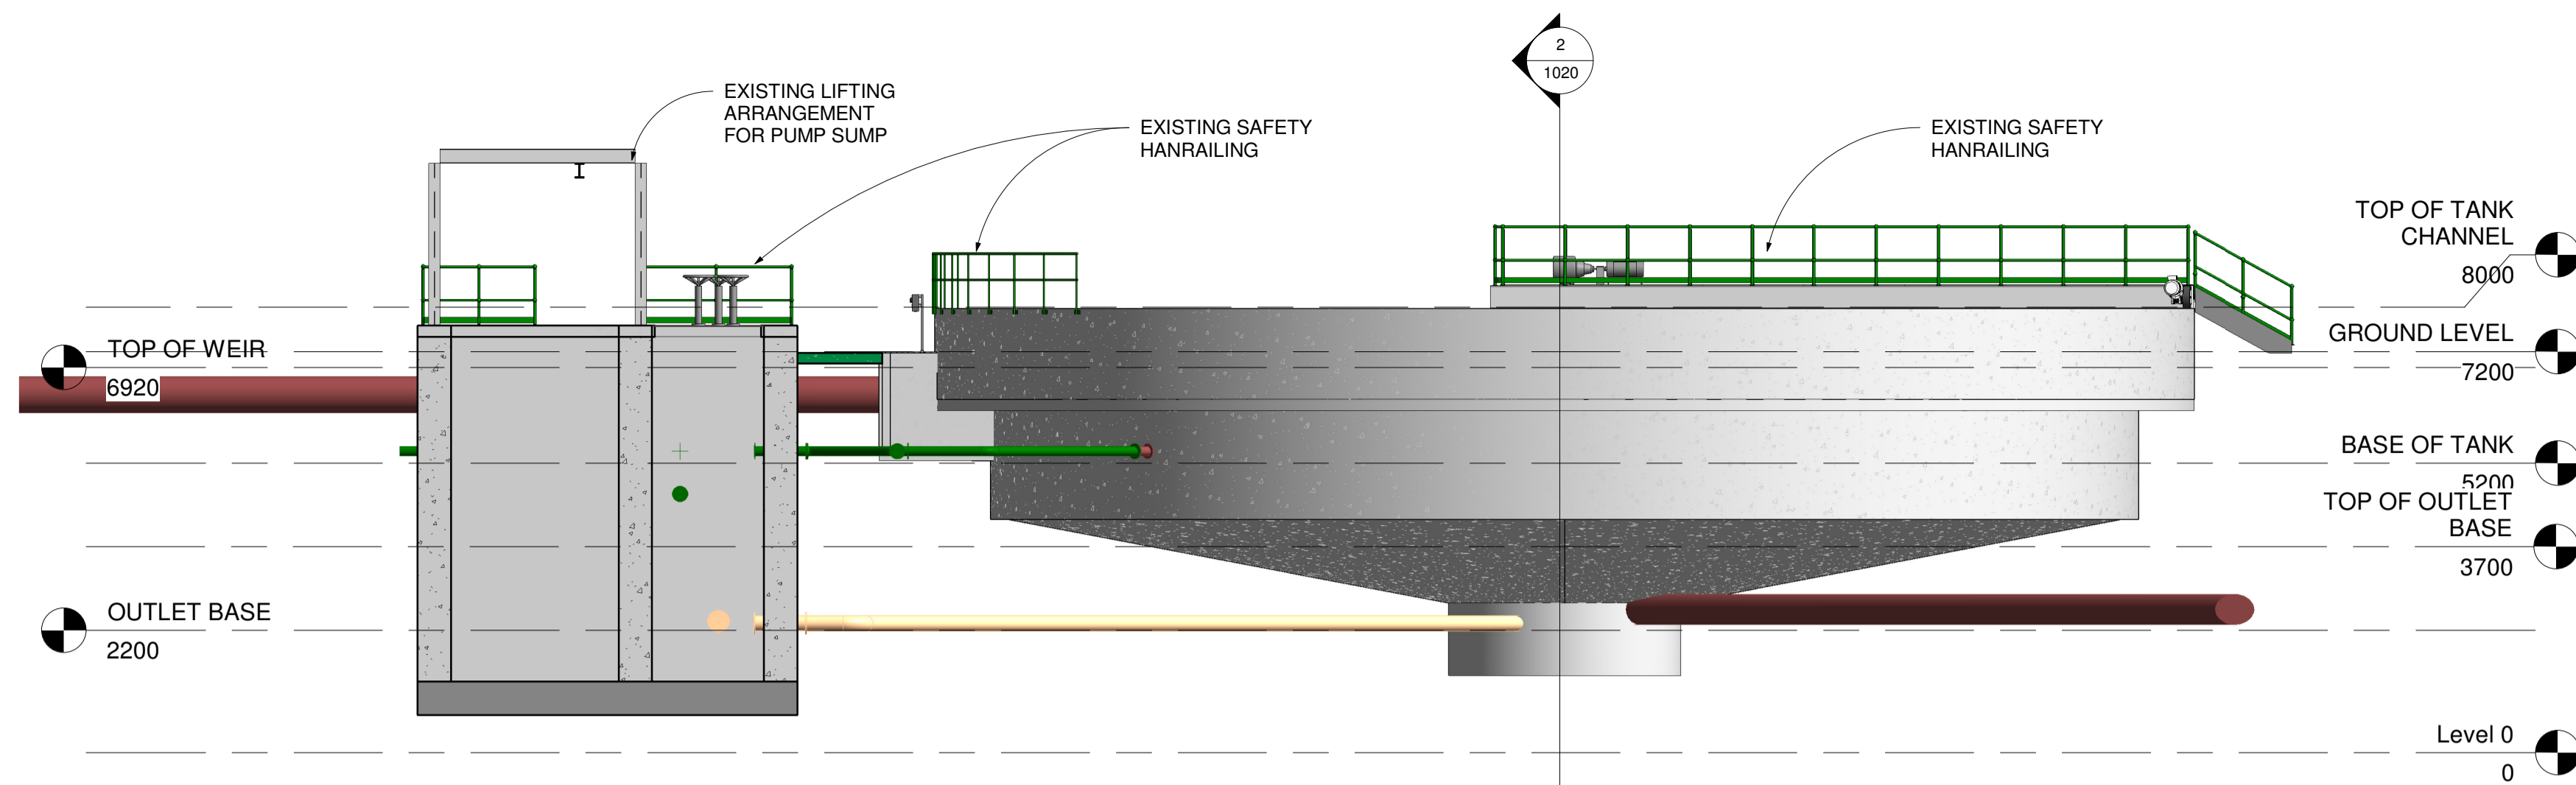 2
1020
EXISTING LIFTING
ARRANGEMENT
FOR PUMP SUMP
EXISTING SAFETY
HANRAILING
EXISTING SAFETY
HANRAILING
TOP OF TANK
CHANNEL
8000
GROUND LEVEL
7200
TOP OF WEIR
6920
BASE OF TANK
5200
TOP OF OUTLET
BASE
3700
OUTLET BASE
2200
Level 0
0